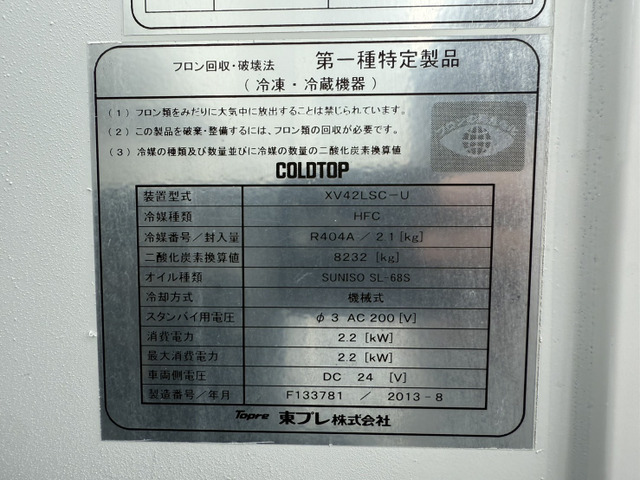 フロン回収・破壊法 第一種特定製品
（冷凍・冷蔵機器）
（1）フロン類をみだりに大気中に放出することは禁じられています。
（2）この製品を廃棄・整備するには、フロン類の回収が必要です。
（3）冷媒の種類及び数量並びに冷媒の数量の二酸化炭素換算値
COLDTOP
装置型式 XV42LSC-U
冷媒種類 HFC
冷媒番号/封入量 R404A / 2.1 [kg]
二酸化炭素換算値 8232 [kg]
オイル種類 SUNISO SL-68S
冷却方式 機械式
スタンバイ用電圧 φ3 AC200 [V]
消費電力 2.2 [kW]
最大消費電力 2.2 [kW]
車両側電圧 DC 24 [V]
製造番号/年月 F133781 / 2013-8
Topre 東プレ株式会社